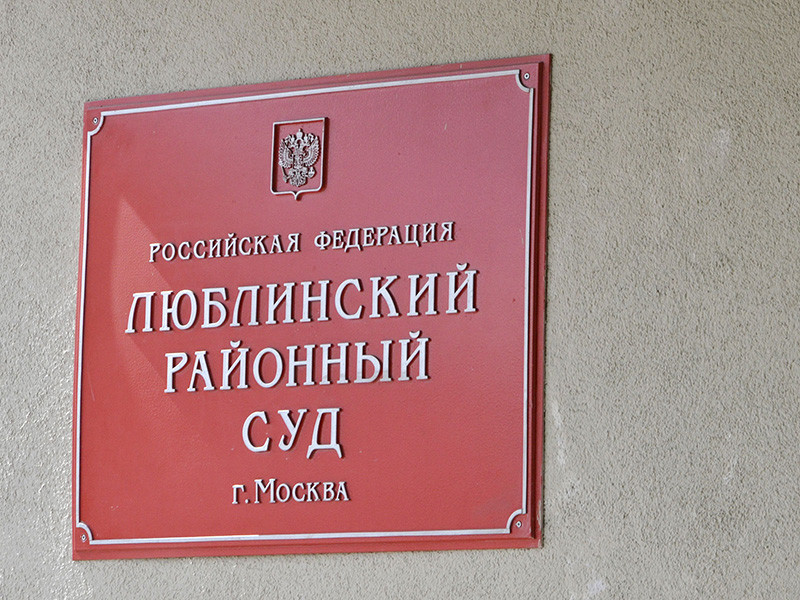 РОССИЙСКАЯ ФЕДЕРАЦИЯ
ЛЮБЛИНСКИЙ
РАЙОННЫЙ
СУД
г. Москва